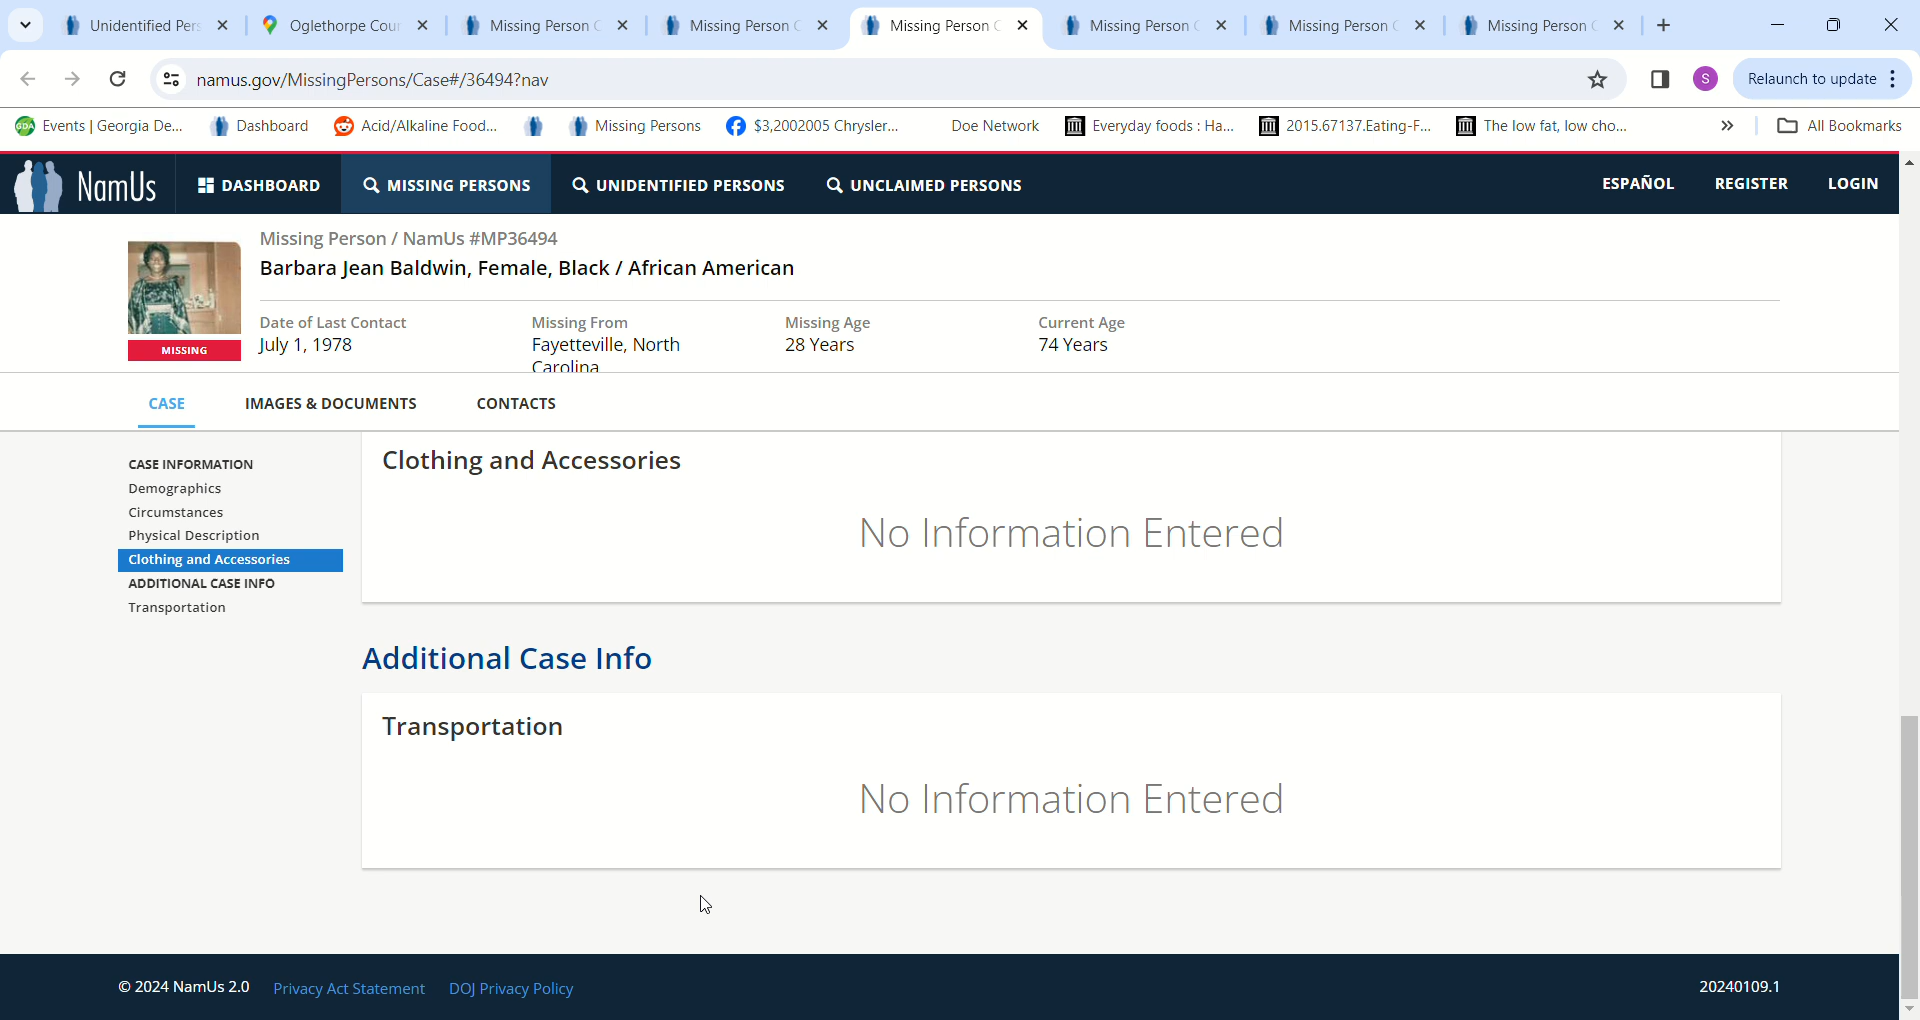 Unidentified Pers
Oglethorpe Cour
Missing Person C
Missing Person C
Missing Person C
Missing Person C
Missing Person C
Missing Person C
namus.gov/MissingPersons/Case#/36494?nav
S
Relaunch to update
GDA
Events | Georgia De...
Dashboard
Acid/Alkaline Food...
Missing Persons
$3,2002005 Chrysler...
Doe Network
Everyday foods : Ha...
2015.67137.Eating-F...
The low fat, low cho...
All Bookmarks
NamUs
DASHBOARD
MISSING PERSONS
UNIDENTIFIED PERSONS
UNCLAIMED PERSONS
ESPAÑOL
REGISTER
LOGIN
Missing Person / NamUs #MP36494
Barbara Jean Baldwin, Female, Black / African American
MISSING
Date of Last Contact
July 1, 1978
Missing From
Fayetteville, North
Carolina
Missing Age
28 Years
Current Age
74 Years
CASE
IMAGES & DOCUMENTS
CONTACTS
CASE INFORMATION
Demographics
Circumstances
Physical Description
Clothing and Accessories
ADDITIONAL CASE INFO
Transportation
Clothing and Accessories
No Information Entered
Additional Case Info
Transportation
No Information Entered
© 2024 NamUs 2.0
Privacy Act Statement
DOJ Privacy Policy
20240109.1